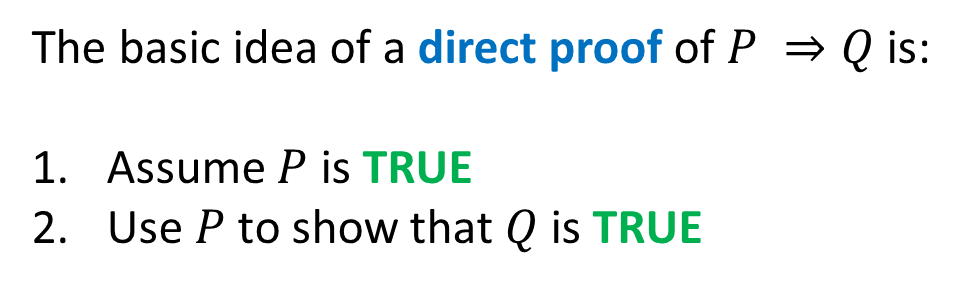 The basic idea of a direct proof of P ⇒ Q is:
1. Assume P is TRUE
2. Use P to show that Q is TRUE